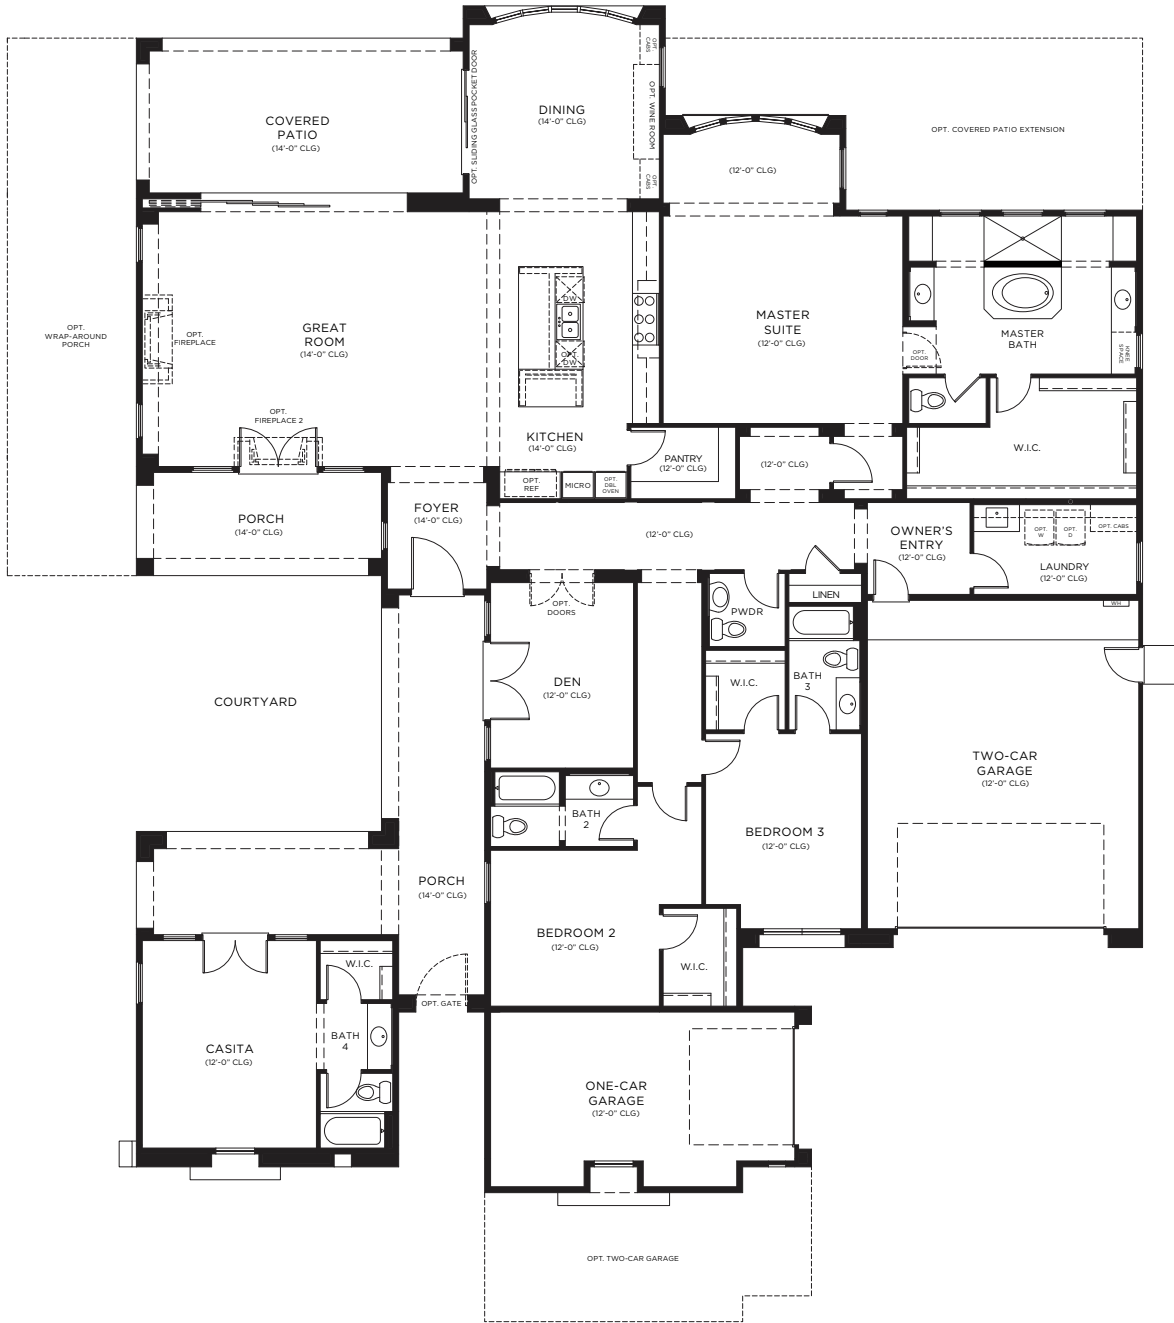 OPT. SLIDING GLASS POCKET DOOR
DINING
(14'-0" CLG)
OPT.
CABS
OPT. WINE ROOM
OPT.
CABS
COVERED
PATIO
(14'-0" CLG)
OPT. COVERED PATIO EXTENSION
(12'-0" CLG)
OPT.
WRAP-AROUND
PORCH
OPT.
FIREPLACE
GREAT
ROOM
(14'-0" CLG)
OPT.
FIREPLACE 2
DW
OPT.
DW
KITCHEN
(14'-0" CLG)
MASTER
SUITE
(12'-0" CLG)
OPT.
DOOR
MASTER
BATH
KNEE
SPACE
W.I.C.
PANTRY
(12'-0" CLG)
(12'-0" CLG)
OPT.
REF
MICRO
OPT.
DBL
OVEN
PORCH
(14'-0" CLG)
FOYER
(14'-0" CLG)
(12'-0" CLG)
OWNER'S
ENTRY
(12'-0" CLG)
OPT.
W
OPT.
D
OPT. CABS
LAUNDRY
(12'-0" CLG)
LINEN
WH
OPT.
DOORS
PWDR
COURTYARD
DEN
(12'-0" CLG)
W.I.C.
BATH
3
TWO-CAR
GARAGE
(12'-0" CLG)
BATH
2
BEDROOM 3
(12'-0" CLG)
PORCH
(14'-0" CLG)
BEDROOM 2
(12'-0" CLG)
W.I.C.
W.I.C.
OPT. GATE
CASITA
(12'-0" CLG)
BATH
4
ONE-CAR
GARAGE
(12'-0" CLG)
OPT. TWO-CAR GARAGE